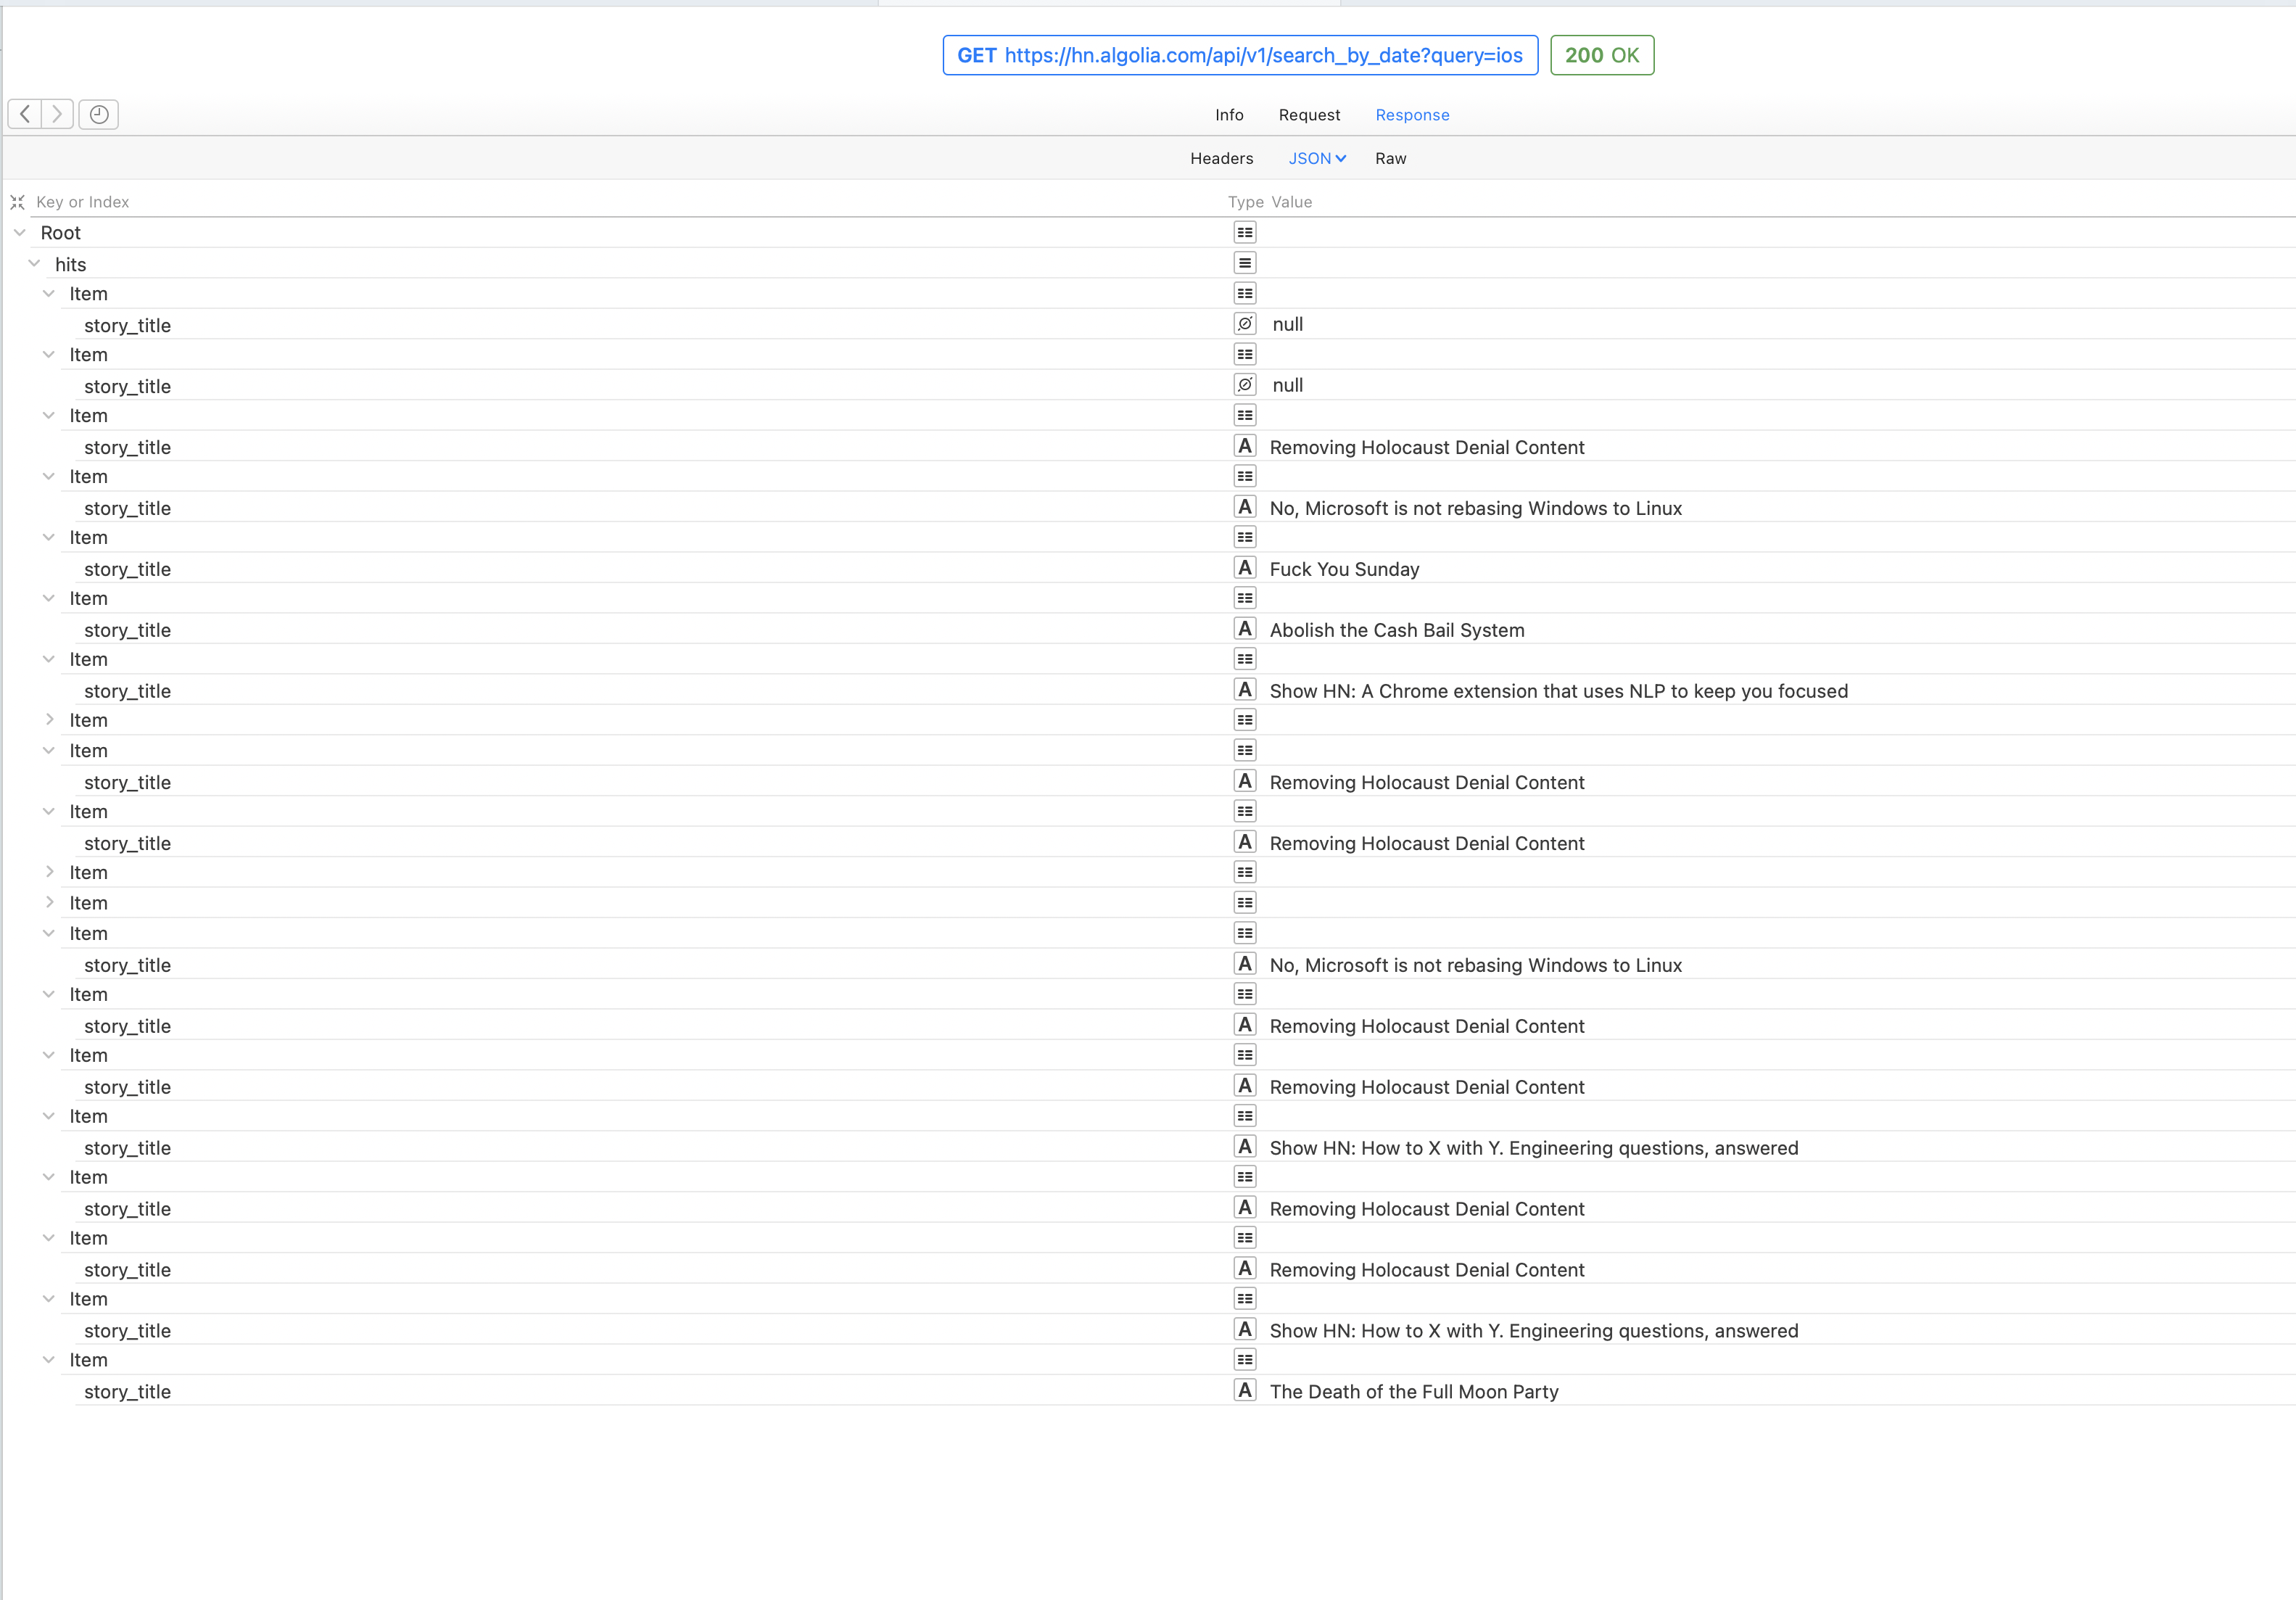 GET https://hn.algolia.com/api/v1/search_by_date?query=ios 200 OK
Info Request Response
Headers JSON Raw
Key or Index Type Value
Root
hits
Item
story_title null
Item
story_title null
Item
story_title A Removing Holocaust Denial Content
Item
story_title A No, Microsoft is not rebasing Windows to Linux
Item
story_title A Fuck You Sunday
Item
story_title A Abolish the Cash Bail System
Item
story_title A Show HN: A Chrome extension that uses NLP to keep you focused
Item
Item
story_title A Removing Holocaust Denial Content
Item
story_title A Removing Holocaust Denial Content
Item
Item
Item
story_title A No, Microsoft is not rebasing Windows to Linux
Item
story_title A Removing Holocaust Denial Content
Item
story_title A Removing Holocaust Denial Content
Item
story_title A Show HN: How to X with Y. Engineering questions, answered
Item
story_title A Removing Holocaust Denial Content
Item
story_title A Removing Holocaust Denial Content
Item
story_title A Show HN: How to X with Y. Engineering questions, answered
Item
story_title A The Death of the Full Moon Party